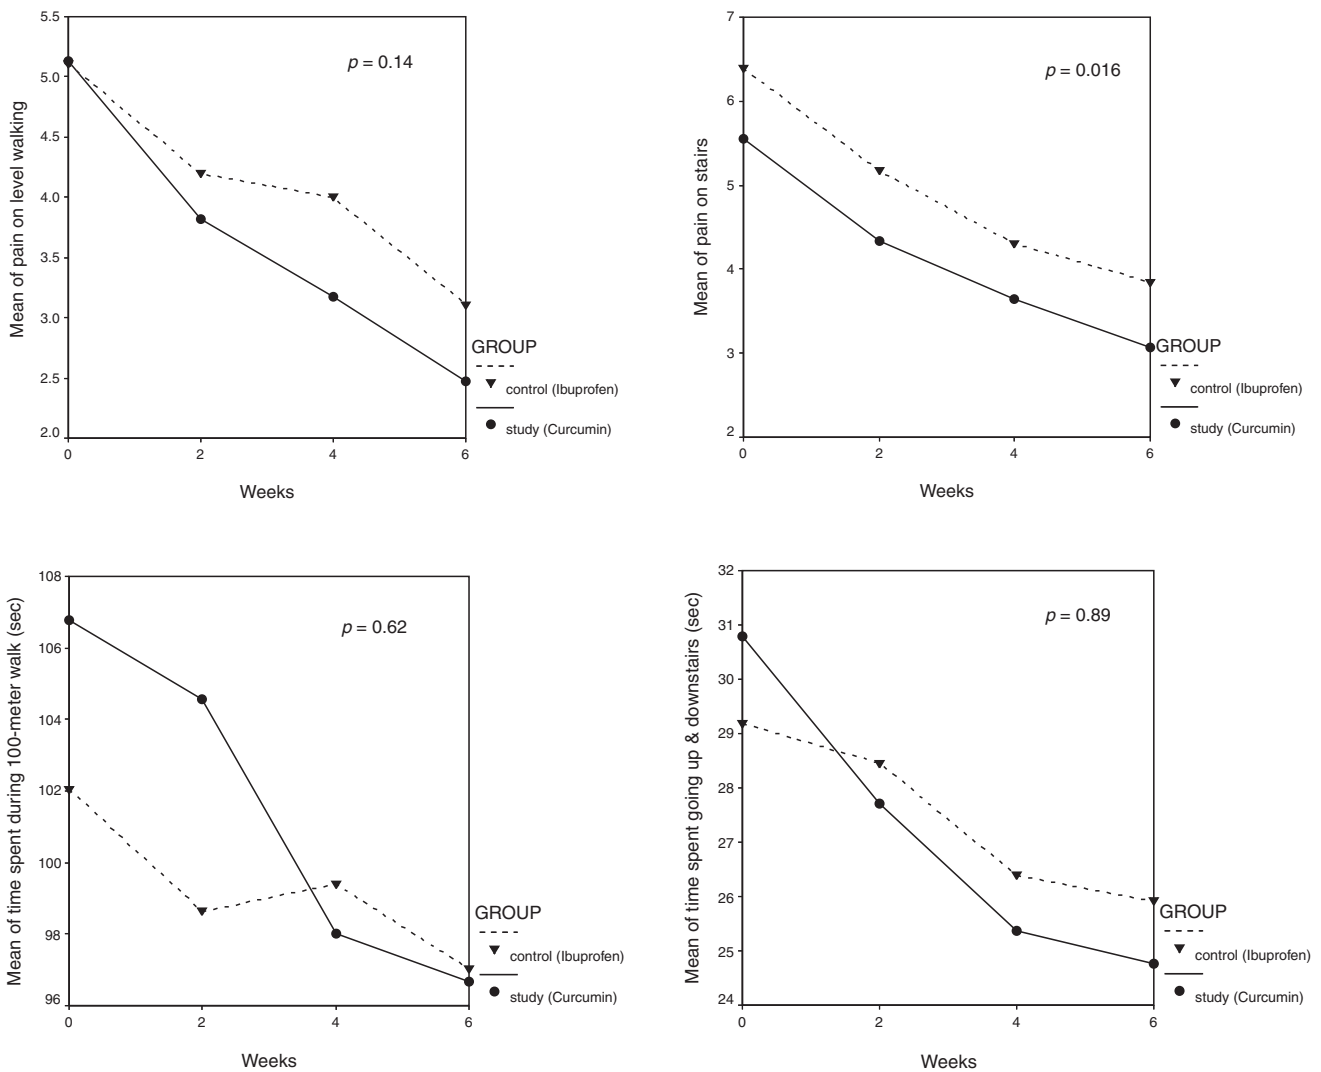 5.5
5.0
4.5
4.0
3.5
3.0
2.5
2.0
Mean of pain on level walking
p = 0.14
0 2 4 6
Weeks
GROUP
control (Ibuprofen)
study (Curcumin)
7
6
5
4
3
2
Mean of pain on stairs
p = 0.016
0 2 4 6
Weeks
GROUP
control (Ibuprofen)
study (Curcumin)
108
106
104
102
100
98
96
Mean of time spent during 100-meter walk (sec)
p = 0.62
0 2 4 6
Weeks
GROUP
control (Ibuprofen)
study (Curcumin)
32
31
30
29
28
27
26
25
24
Mean of time spent going up & downstairs (sec)
p = 0.89
0 2 4 6
Weeks
GROUP
control (Ibuprofen)
study (Curcumin)